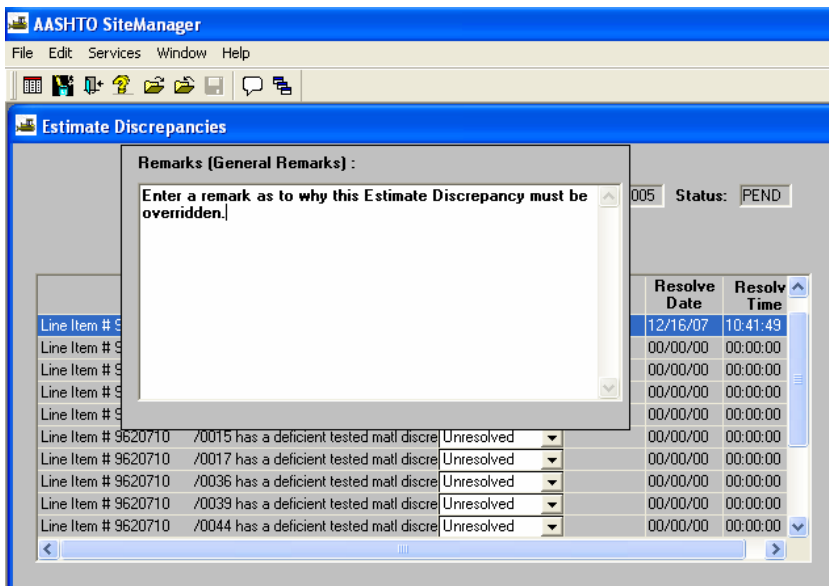 AASHTO SiteManager
File Edit Services Window Help
Estimate Discrepancies
Remarks (General Remarks) :
Enter a remark as to why this Estimate Discrepancy must be
overridden.
005 Status: PEND
Resolve Date Resolv Time
Line Item # 9 12/16/07 10:41:49
Line Item # 9 00/00/00 00:00:00
Line Item # 9 00/00/00 00:00:00
Line Item # 9 00/00/00 00:00:00
Line Item # 9 00/00/00 00:00:00
Line Item # 9620710 /0015 has a deficient tested matl discre Unresolved 00/00/00 00:00:00
Line Item # 9620710 /0017 has a deficient tested matl discre Unresolved 00/00/00 00:00:00
Line Item # 9620710 /0036 has a deficient tested matl discre Unresolved 00/00/00 00:00:00
Line Item # 9620710 /0039 has a deficient tested matl discre Unresolved 00/00/00 00:00:00
Line Item # 9620710 /0044 has a deficient tested matl discre Unresolved 00/00/00 00:00:00